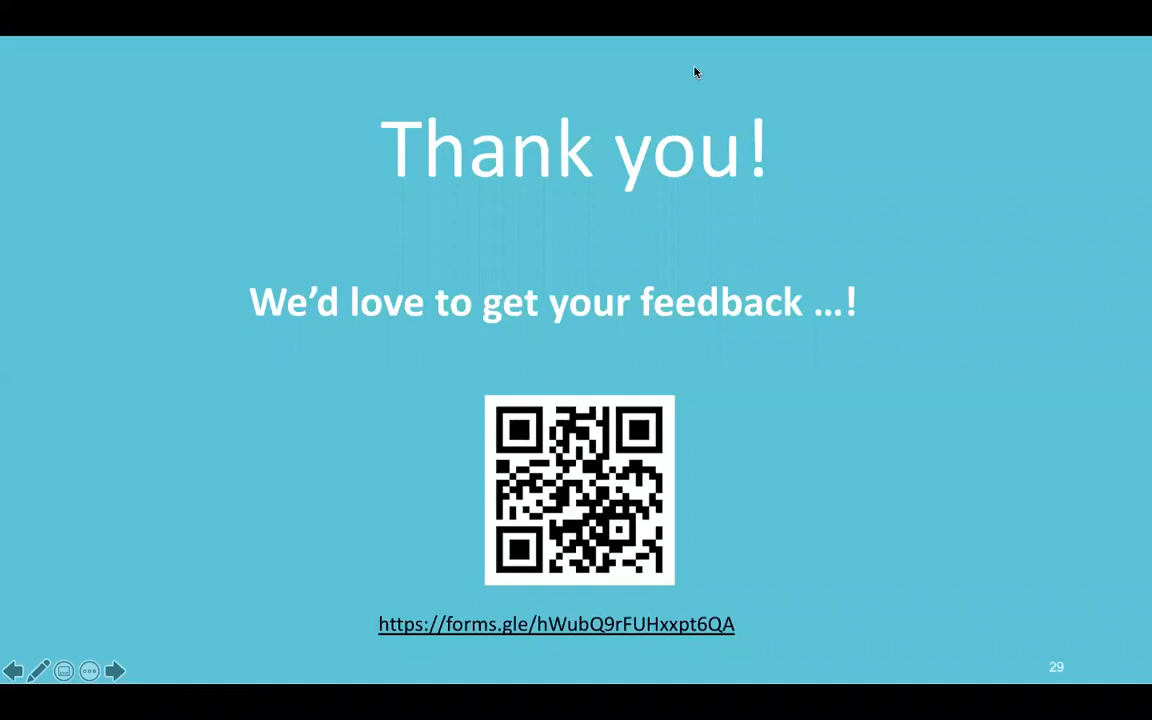 Thank you!
We’d love to get your feedback ...!
https://forms.gle/hWubQ9rFUHxxpt6QA
29